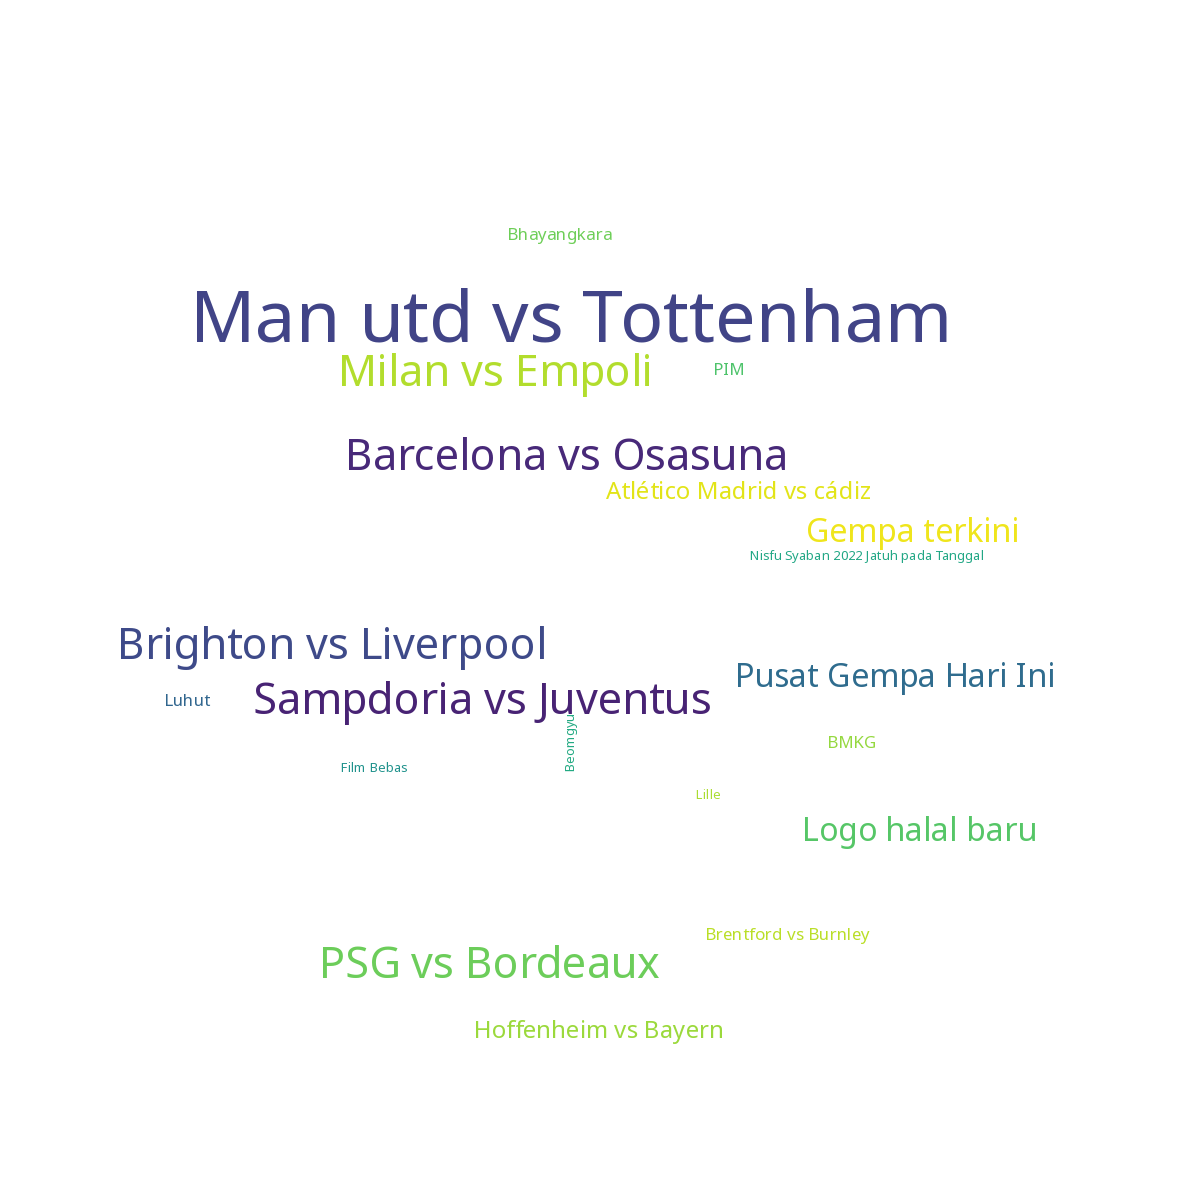 Bhayangkara
Man utd vs Tottenham
Milan vs Empoli
PIM
Barcelona vs Osasuna
Atlético Madrid vs cádiz
Gempa terkini
Nisfu Syaban 2022 Jatuh pada Tanggal
Brighton vs Liverpool
Pusat Gempa Hari Ini
Luhut
Sampdoria vs Juventus
Beomgyu
BMKG
Film Bebas
Lille
Logo halal baru
Brentford vs Burnley
PSG vs Bordeaux
Hoffenheim vs Bayern